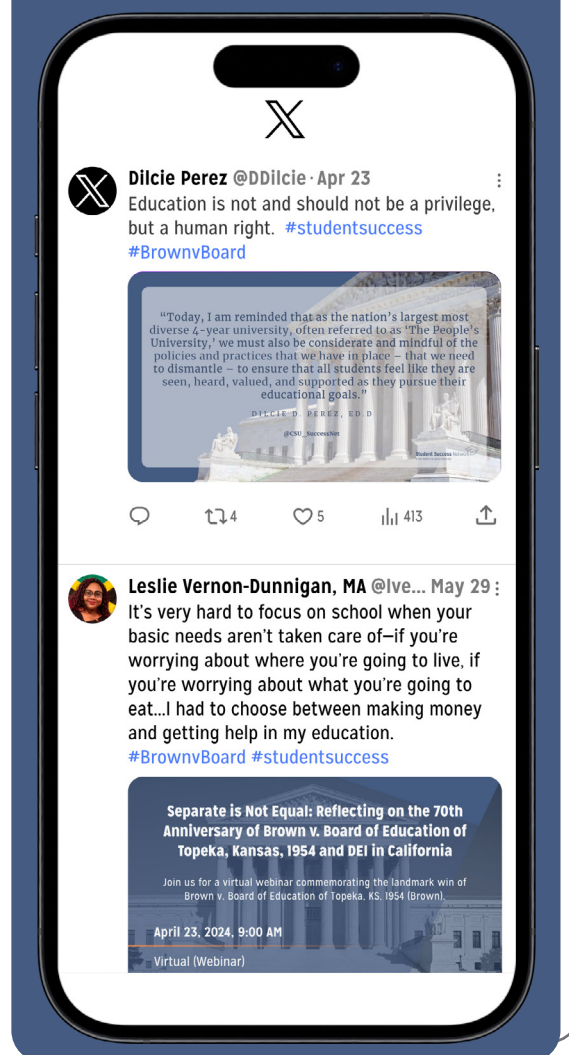 Dilcie Perez @DDilcie · Apr 23
Education is not and should not be a privilege,
but a human right. #studentsuccess
#BrownvBoard
“Today, I am reminded that as the nation’s largest most
diverse 4-year university, often referred to as ‘The People’s
University,’ we must also be considerate and mindful of the
policies and practices that we have in place – that we need
to dismantle – to ensure that all students feel like they are
seen, heard, valued, and supported as they pursue their
educational goals.”
DILCIE D. PEREZ, ED.D
@CSU_SuccessNet
Student Success Network
4
5
413
Leslie Vernon-Dunnigan, MA @lve... May 29
It’s very hard to focus on school when your
basic needs aren’t taken care of—if you’re
worrying about where you’re going to live, if
you’re worrying about what you’re going to
eat...I had to choose between making money
and getting help in my education.
#BrownvBoard #studentsuccess
Separate is Not Equal: Reflecting on the 70th
Anniversary of Brown v. Board of Education of
Topeka, Kansas, 1954 and DEI in California
Join us for a virtual webinar commemorating the landmark win of
Brown v. Board of Education of Topeka, KS, 1954 (Brown).
April 23, 2024, 9:00 AM
Virtual (Webinar)